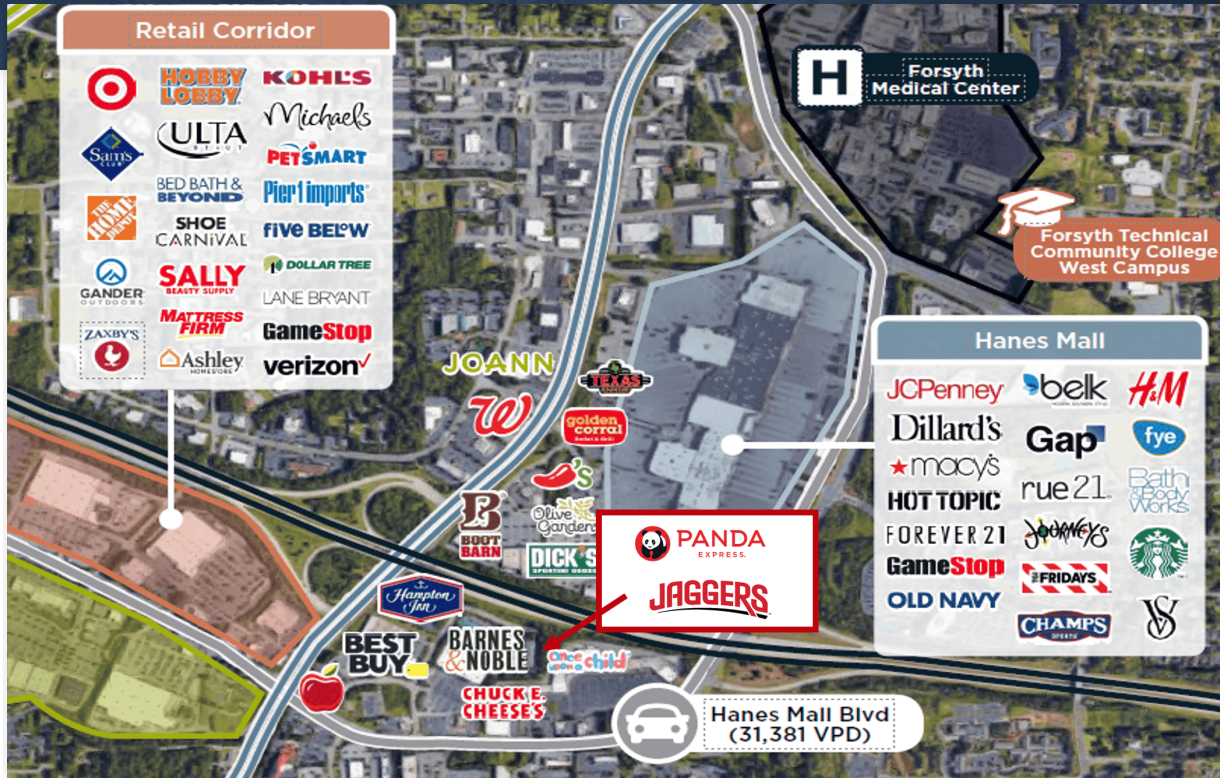 Retail Corridor
HOBBY
LOBBY
KOHL'S
ULTA
BEAUTY
Michaels
Sam's
CLUB
PETSMART
BED BATH &
BEYOND
Pier 1 imports
THE
HOME
DEPOT
SHOE
CARNiVAL
FiVE BEL°W
GANDER
OUTDOORS
SALLY
BEAUTY SUPPLY
DOLLAR TREE
LANE BRYANT
MATTRESS
FIRM
GameStop
ZAXBY'S
Ashley
HOMESTORE
verizon
H
Forsyth
Medical Center
Forsyth Technical
Community College
West Campus
JOANN
TEXAS
W
golden
corral
Buffet & Grill
'S
B
BOOT
BARN
Olive
Garden
DICK'S
SPORTING GOODS
PANDA
EXPRESS.
JAGGERS
Hampton
Inn
BEST
BUY
BARNES
&NOBLE
Once
upon a child
CHUCK E.
CHEESE'S
Hanes Mall Blvd
(31,381 VPD)
Hanes Mall
JCPenney
belk
H&M
Dillard's
Gap
fye
macy's
rue21
Bath
&Body
Works
HOT TOPIC
FOREVER 21
JOURNEYS
GameStop
FRIDAYS
OLD NAVY
CHAMPS
SPORTS
VS